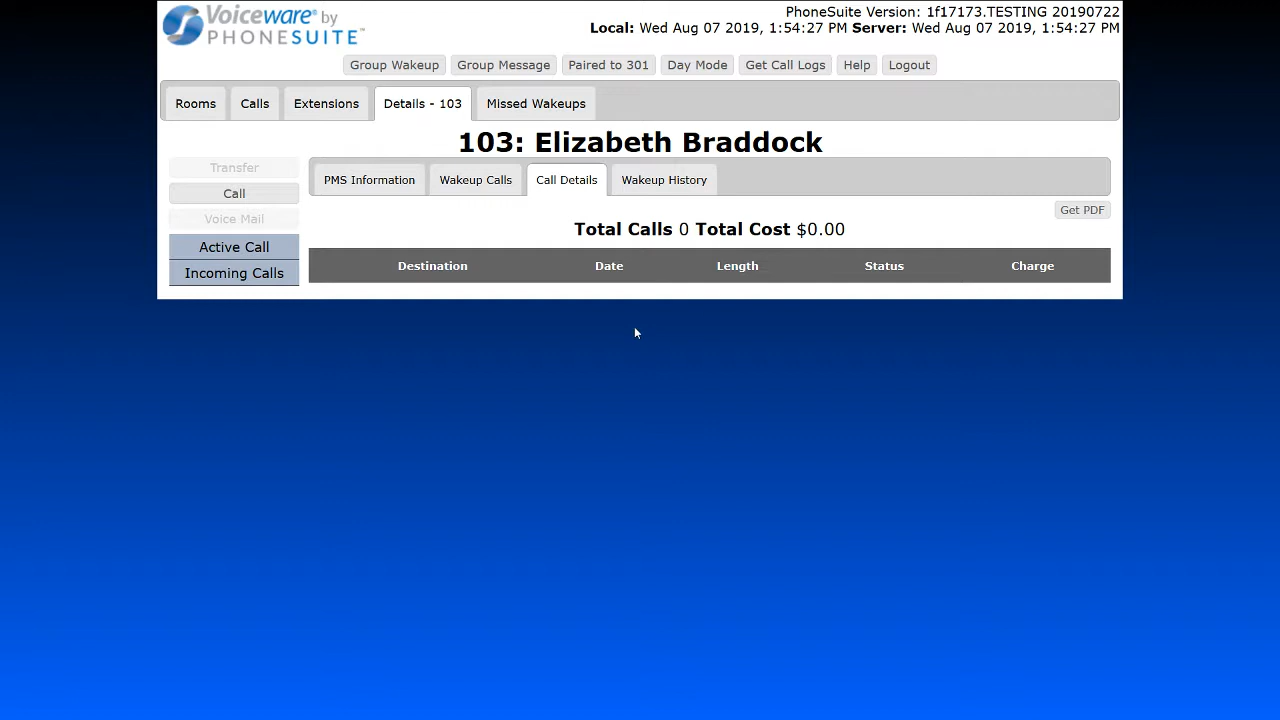 Voiceware® by
PHONESUITE™
PhoneSuite Version: 1f17173.TESTING 20190722
Local: Wed Aug 07 2019, 1:54:27 PM Server: Wed Aug 07 2019, 1:54:27 PM
Group Wakeup Group Message Paired to 301 Day Mode Get Call Logs Help Logout
Rooms Calls Extensions Details - 103 Missed Wakeups
103: Elizabeth Braddock
Transfer
Call
Voice Mail
Active Call
Incoming Calls
PMS Information Wakeup Calls Call Details Wakeup History
Get PDF
Total Calls 0 Total Cost $0.00
Destination Date Length Status Charge